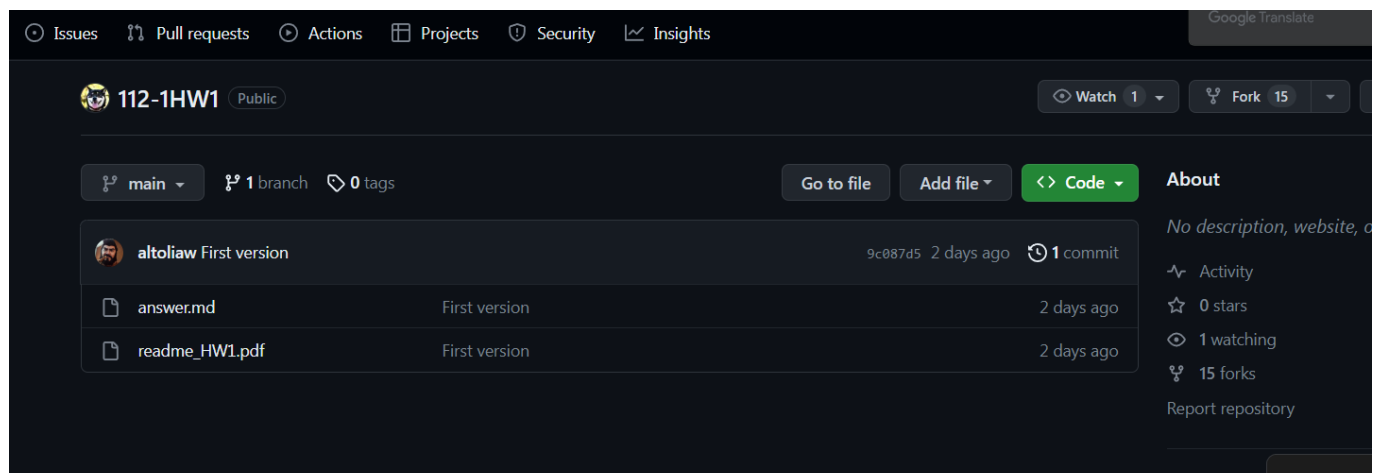 Issues Pull requests Actions Projects Security Insights
Google Translate
112-1HW1 Public
Watch 1
Fork 15
main
1 branch
0 tags
Go to file
Add file
<> Code
altoliaw First version
9c087d5 2 days ago
1 commit
answer.md First version 2 days ago
readme_HW1.pdf First version 2 days ago
About
No description, website, o
Activity
0 stars
1 watching
15 forks
Report repository